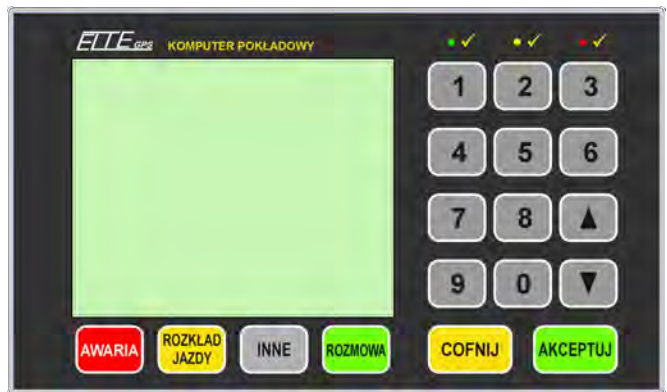 ETTE GPS KOMPUTER POKŁADOWY
1 2 3
4 5 6
7 8
9 0
AWARIA ROZKŁAD JAZDY INNE ROZMOWA COFNIJ AKCEPTUJ